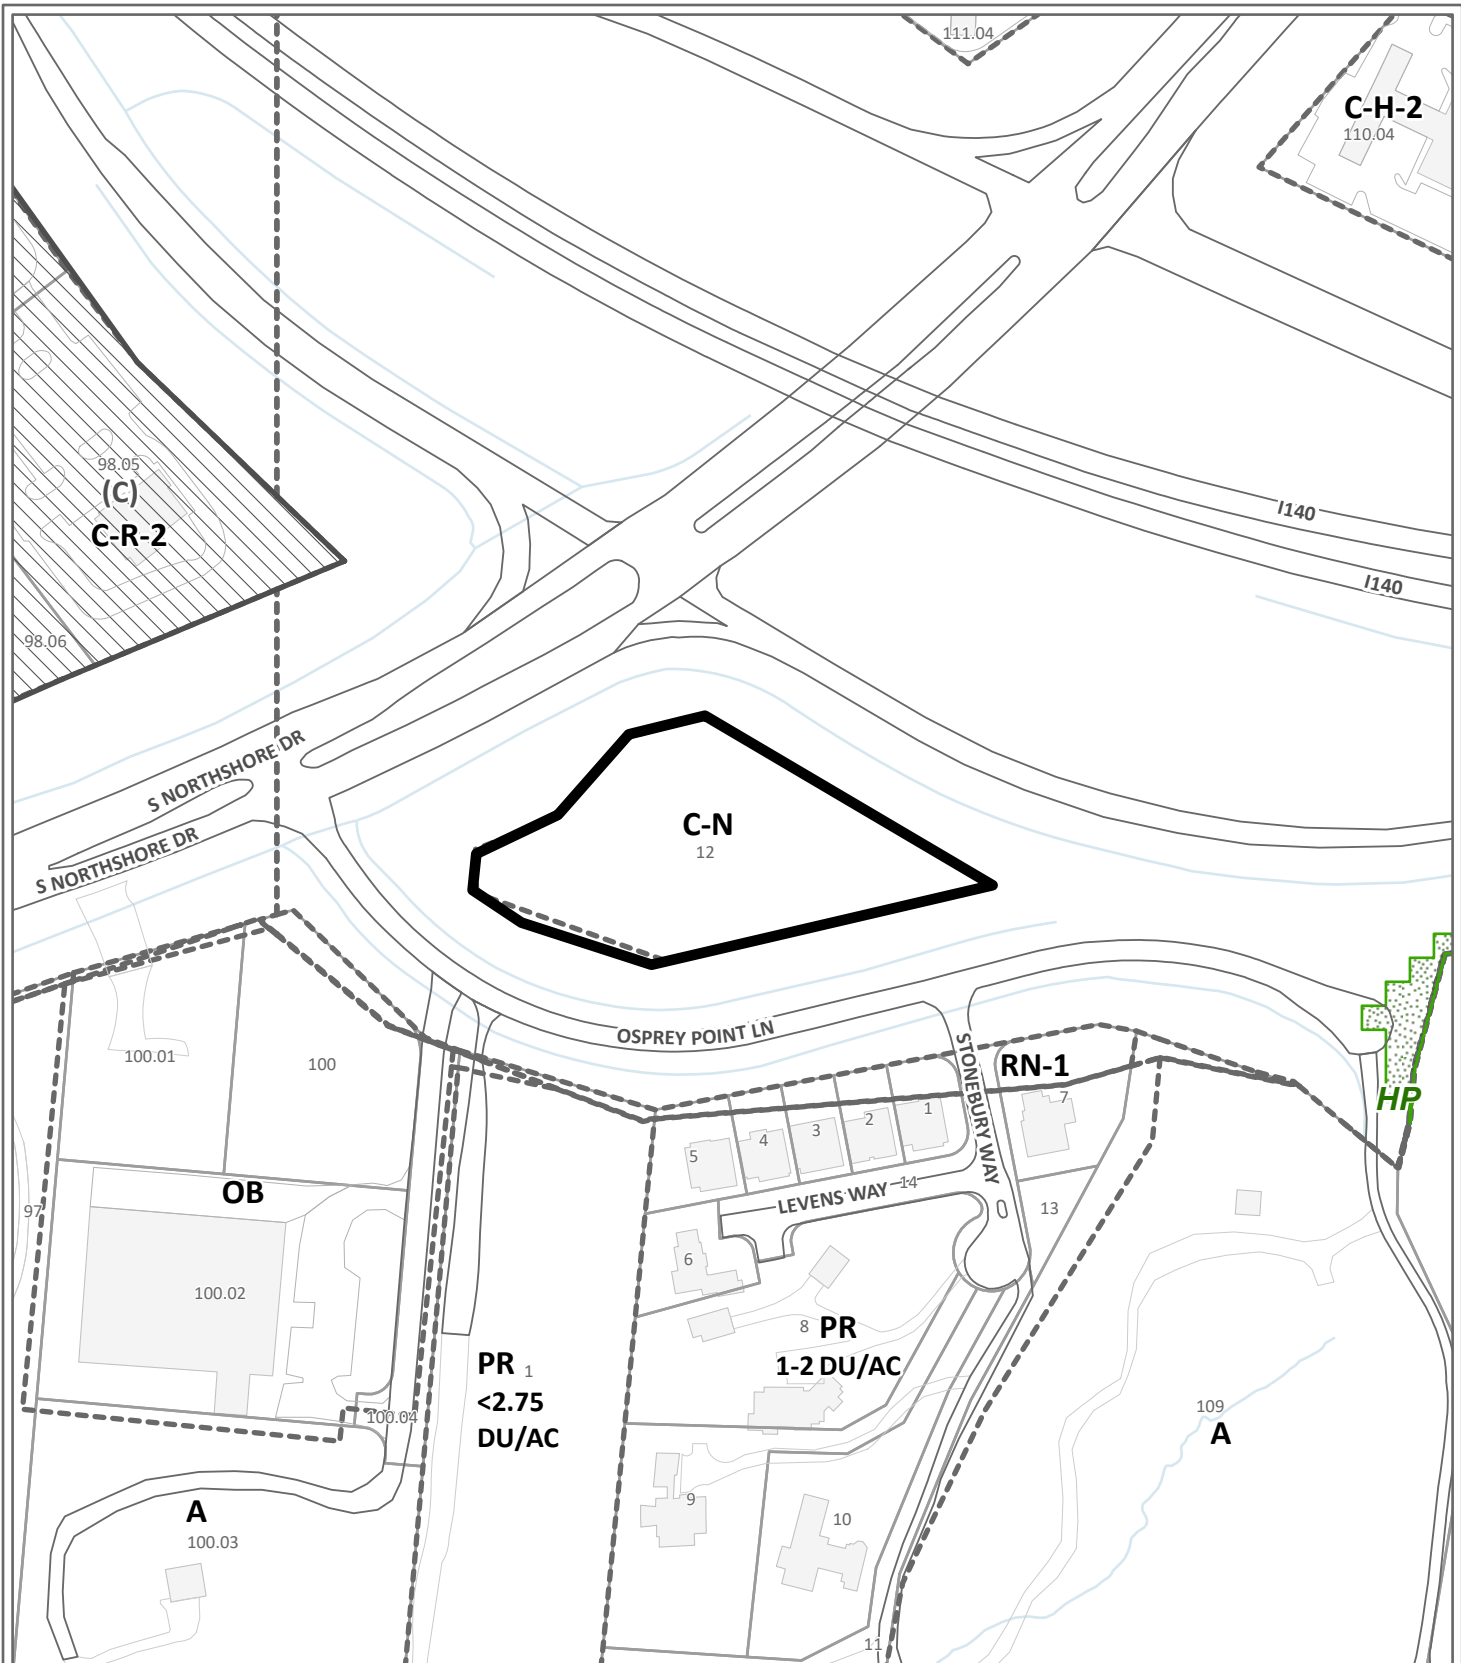 111.04
C-H-2
110.04
98.05
(C)
C-R-2
I140
I140
98.06
S NORTHSHORE DR
C-N
12
S NORTHSHORE DR
OSPREY POINT LN
STONEBURY WAY
100.01
100
RN-1
HP
7
1
2
3
4
5
OB
97
LEVENS WAY
14
13
6
100.02
8
PR
1-2 DU/AC
PR
1
<2.75
DU/AC
100.04
109
A
9
10
A
100.03
11